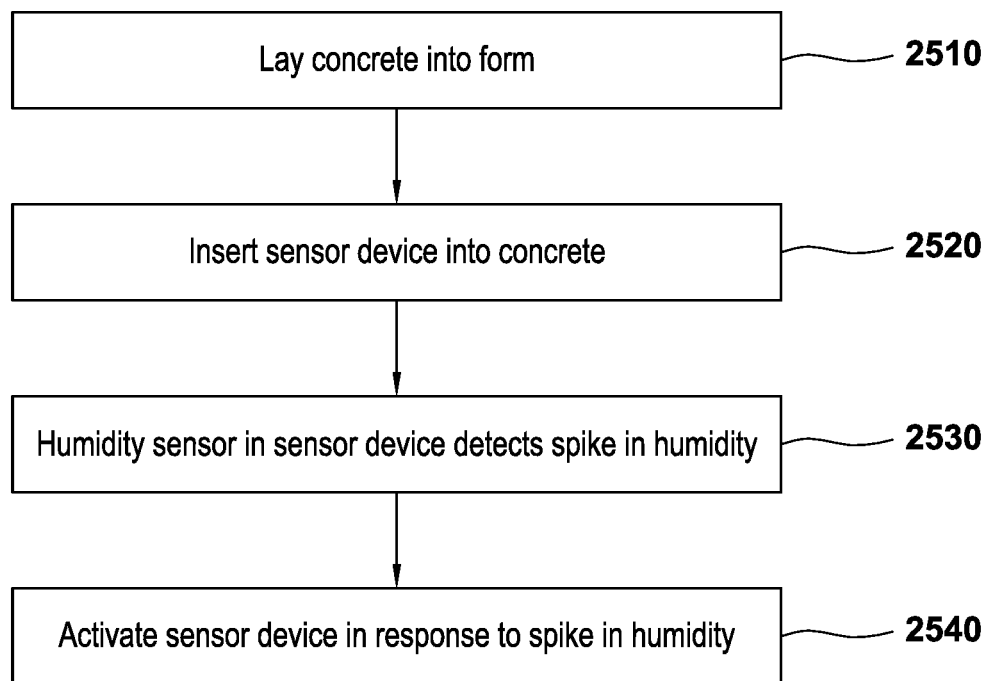 Lay concrete into form
2510
Insert sensor device into concrete
2520
Humidity sensor in sensor device detects spike in humidity
2530
Activate sensor device in response to spike in humidity
2540